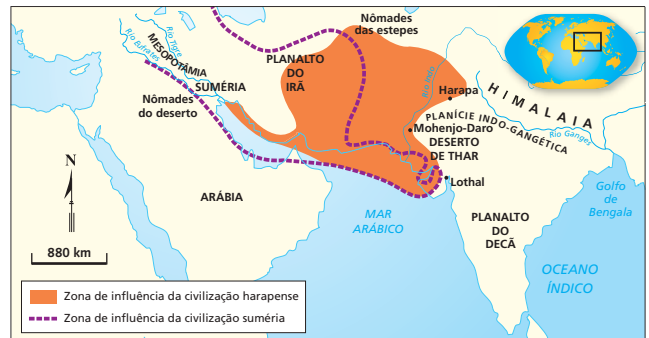 Nômades
das estepes
Rio Tigre
Rio Eufrates
MESOPOTÂMIA
PLANALTO
DO
IRÃ
SUMÉRIA
Nômades
do deserto
Rio Indo
Harapa
HIMALAIA
PLANÍCIE INDO-GANGÉTICA
Rio Ganges
Mohenjo-Daro
DESERTO
DE THAR
Lothal
N
ARÁBIA
Golfo
de
Bengala
MAR
ARÁBICO
PLANALTO
DO
DECÃ
880 km
OCEANO
ÍNDICO
Zona de influência da civilização harapense
Zona de influência da civilização suméria